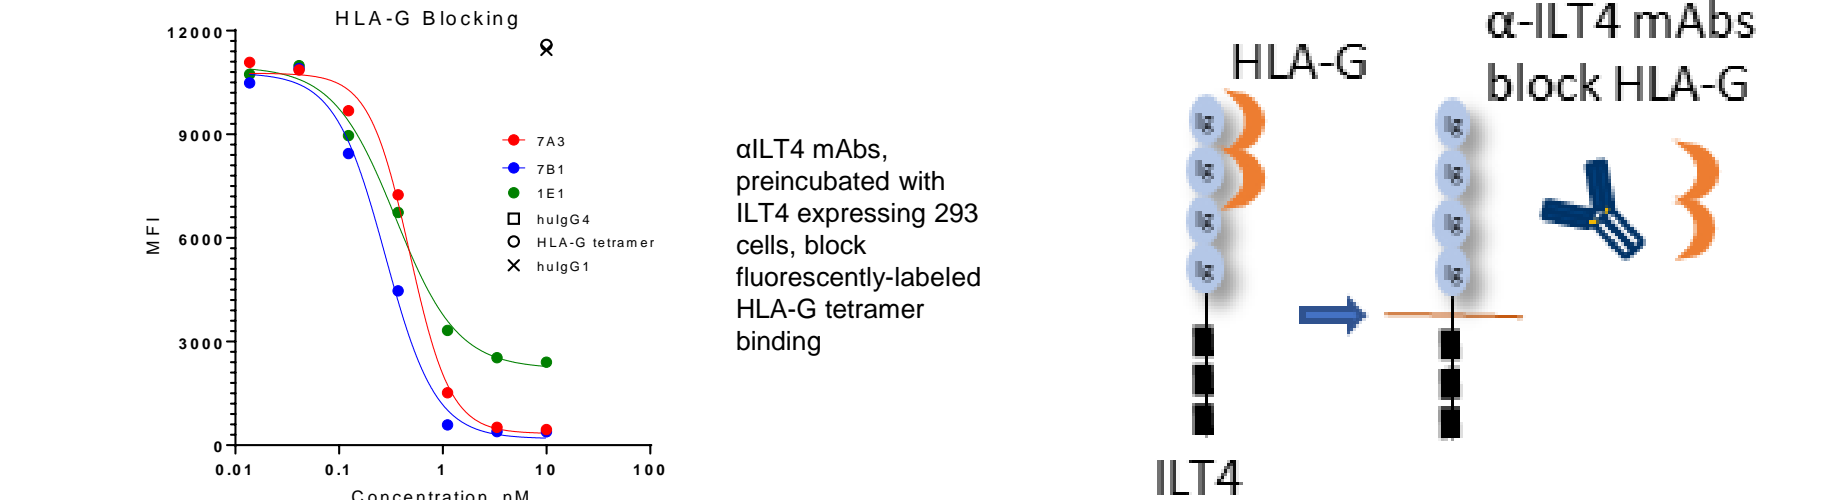 HLA-G Blocking
12000
9000
6000
3000
0
MFI
0.01
0.1
1
10
100
Concentration, nM
7A3
7B1
1E1
huIgG4
HLA-G tetramer
huIgG1
αILT4 mAbs,
preincubated with
ILT4 expressing 293
cells, block
fluorescently-labeled
HLA-G tetramer
binding
HLA-G
Ig
Ig
Ig
Ig
ILT4
α-ILT4 mAbs
block HLA-G
Ig
Ig
Ig
Ig